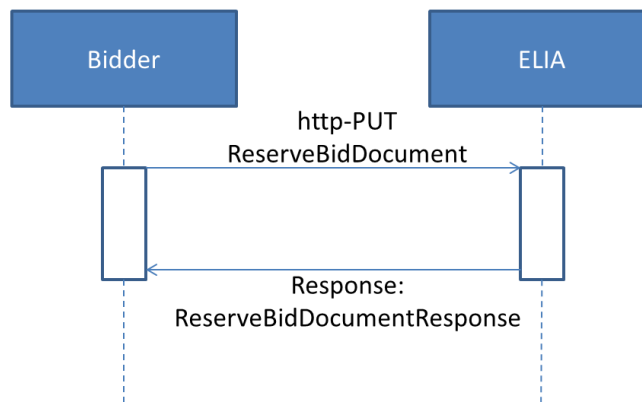 Bidder
ELIA
http-PUT
ReserveBidDocument
Response:
ReserveBidDocumentResponse